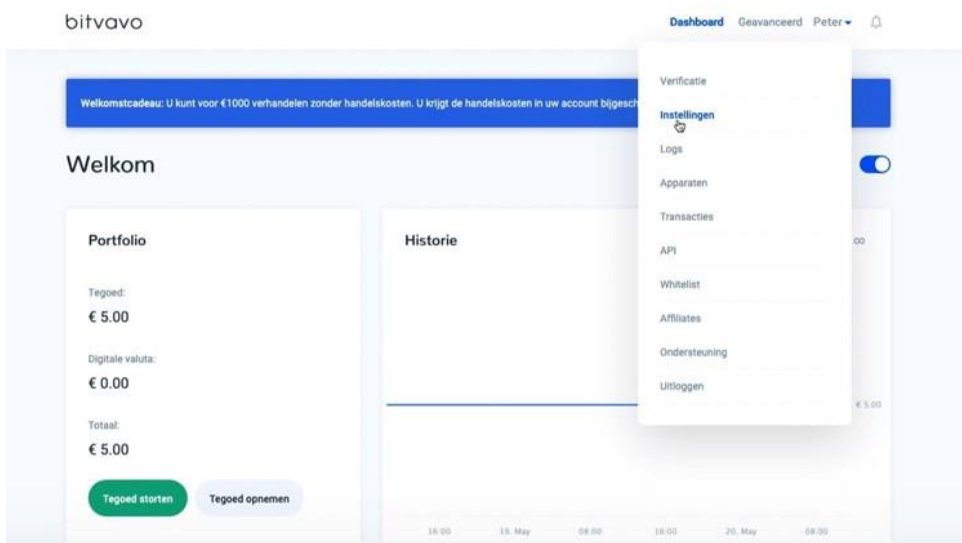 bitvavo
Dashboard Geavanceerd Peter
Welkomstcadeau: U kunt voor €1000 verhandelen zonder handelskosten. U krijgt de handelskosten in uw account bijgesch
Verificatie
Instellingen
Logs
Apparaten
Transacties
API
Whitelist
Affiliates
Ondersteuning
Uitloggen
Welkom
Portfolio
Tegoed:
€ 5.00
Digitale valuta:
€ 0.00
Totaal:
€ 5.00
Tegoed storten Tegoed opnemen
Historie
.00
€ 5.00
16:00 19. May 08:00 16:00 20. May 08:00